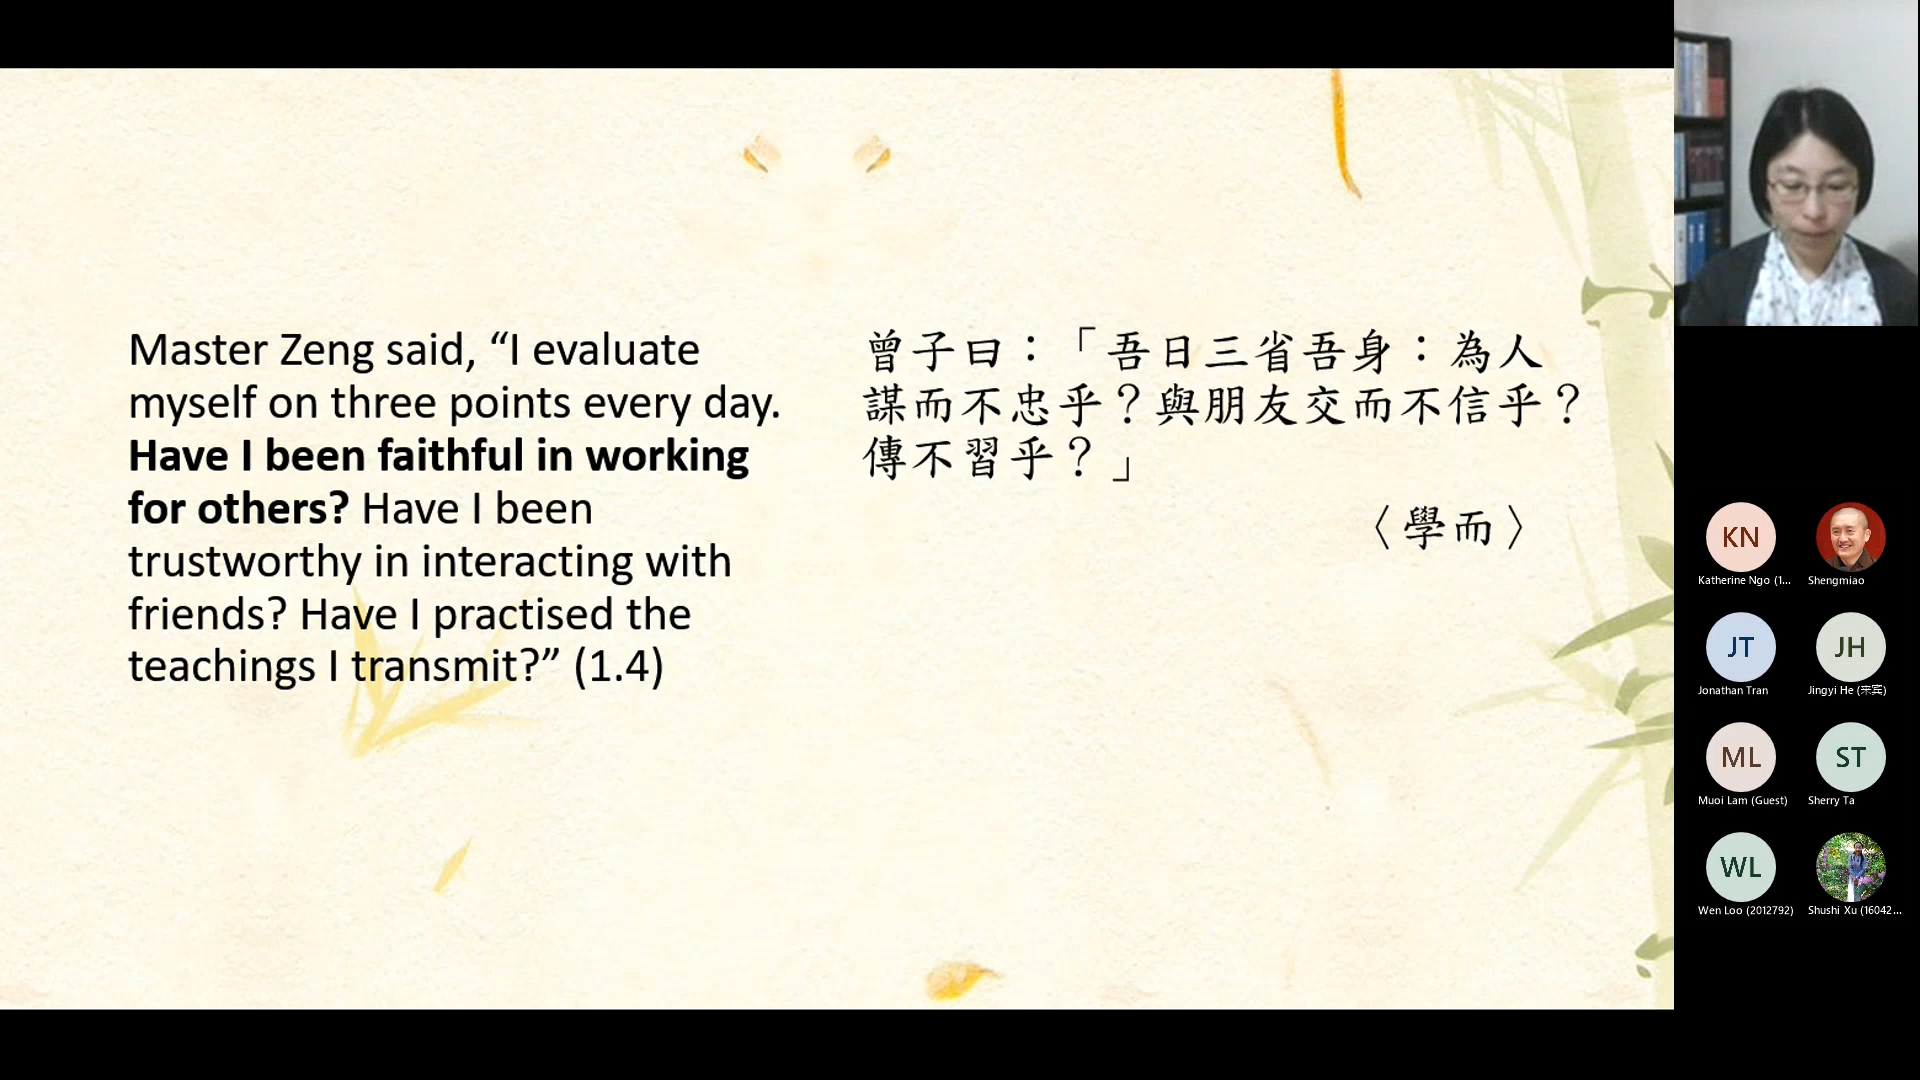 Master Zeng said, “I evaluate
myself on three points every day.
Have I been faithful in working
for others? Have I been
trustworthy in interacting with
friends? Have I practised the
teachings I transmit?” (1.4)
曾子曰：「吾日三省吾身：為人
謀而不忠乎？與朋友交而不信乎？
傳不習乎？」
〈學而〉
KN
Katherine Ngo (1...
Shengmiao
JT
Jonathan Tran
JH
Jingyi He (来宾)
ML
Muoi Lam (Guest)
ST
Sherry Ta
WL
Wen Loo (2012792)
Shushi Xu (16042...